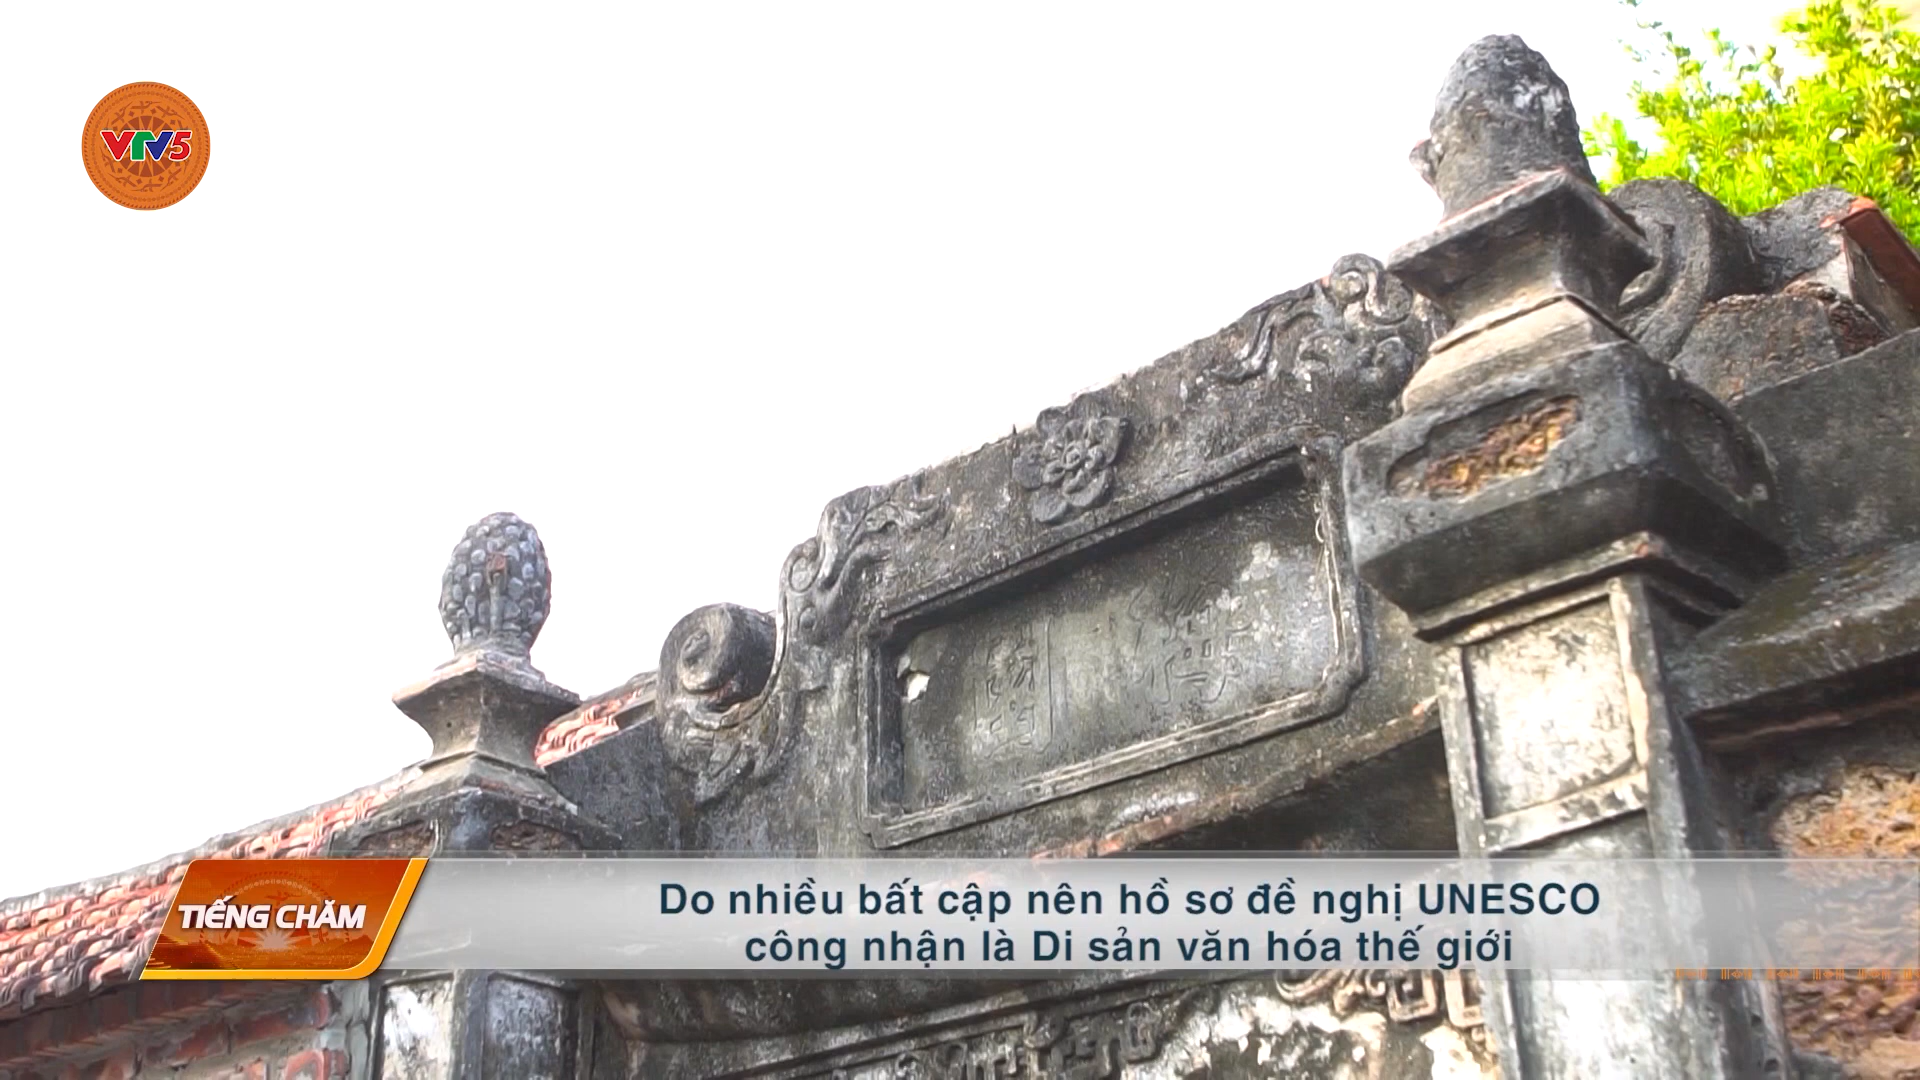 VTV5
TIẾNG CHĂM
Do nhiều bất cập nên hồ sơ đề nghị UNESCO
công nhận là Di sản văn hóa thế giới